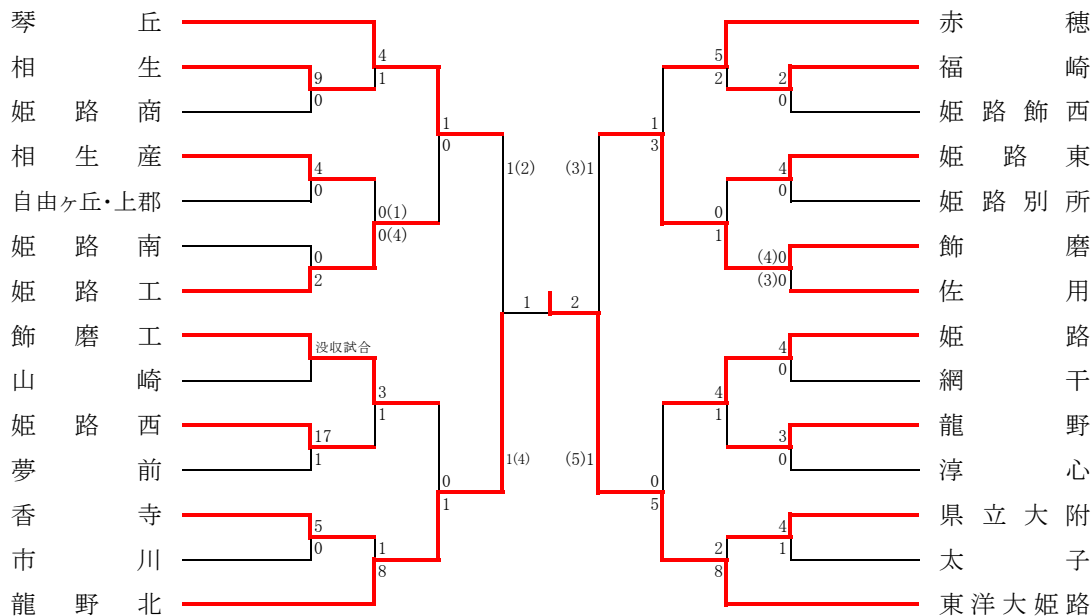 琴丘 赤穂
4 5
相生 福崎
9 1 2 2
0 0
姫路商 姫路飾西
1 1
0 3
相生産 姫路東
4 1(2) (3)1 4
0 0
自由ヶ丘・上郡 姫路別所
0(1) 0
0(4) 1
姫路南 飾磨
0 (4)0
2 (3)0
姫路工 佐用
1 2
飾磨工 姫路
没収試合 4
0
山崎 網干
3 4
1 1
姫路西 龍野
17 3
1 1(4) (5)1 0
夢前 淳心
0 0
1 5
香寺 県立大附
5 4
0 1 2 1
市川 太子
8 8
龍野北 東洋大姫路